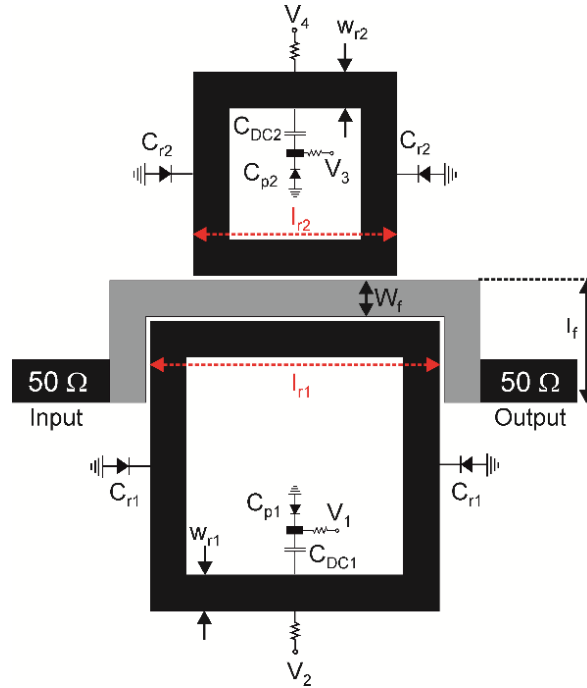 V4
wr2
CDC2
Cr2
Cr2
Cp2
V3
lr2
Wf
lf
50 Ω
lr1
50 Ω
Input
Output
Cr1
Cp1
V1
Cr1
CDC1
wr1
V2